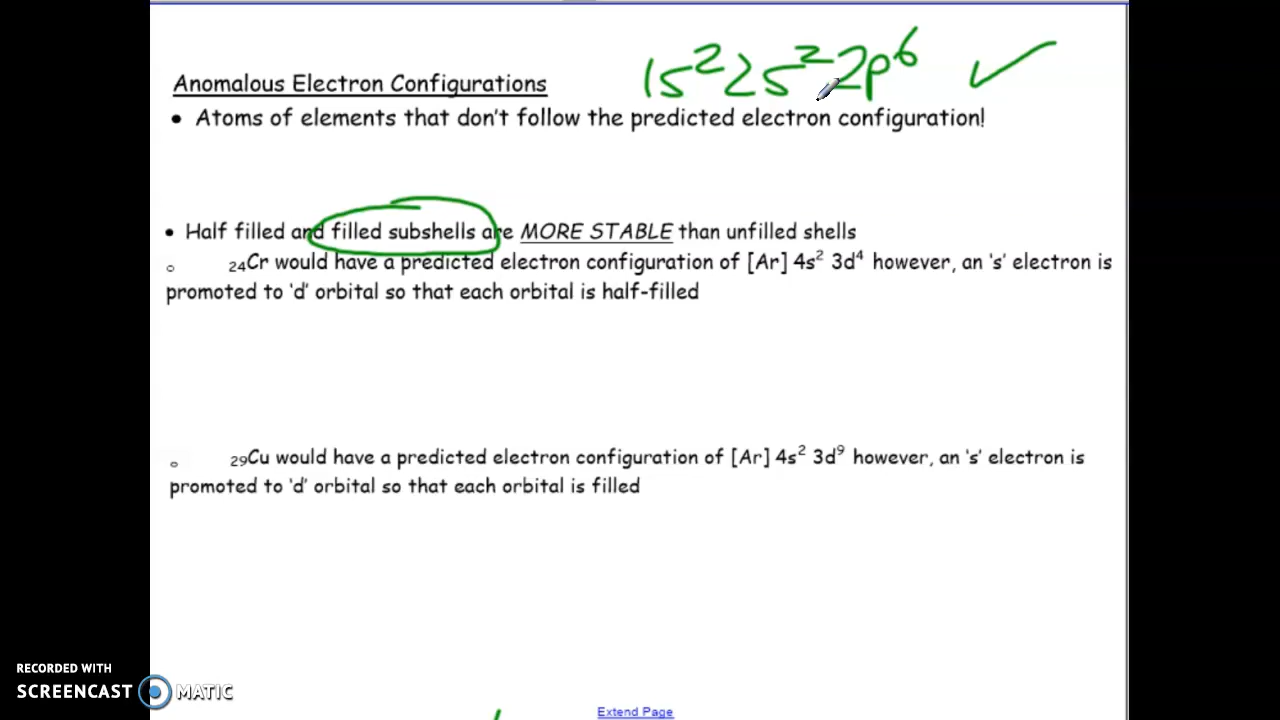 1s²2s²2p⁶ ✓
Anomalous Electron Configurations
• Atoms of elements that don't follow the predicted electron configuration!
• Half filled and filled subshells are MORE STABLE than unfilled shells
○ ₂₄Cr would have a predicted electron configuration of [Ar] 4s² 3d⁴ however, an 's' electron is
promoted to 'd' orbital so that each orbital is half-filled
○ ₂₉Cu would have a predicted electron configuration of [Ar] 4s² 3d⁹ however, an 's' electron is
promoted to 'd' orbital so that each orbital is filled
RECORDED WITH
SCREENCAST MATIC
Extend Page